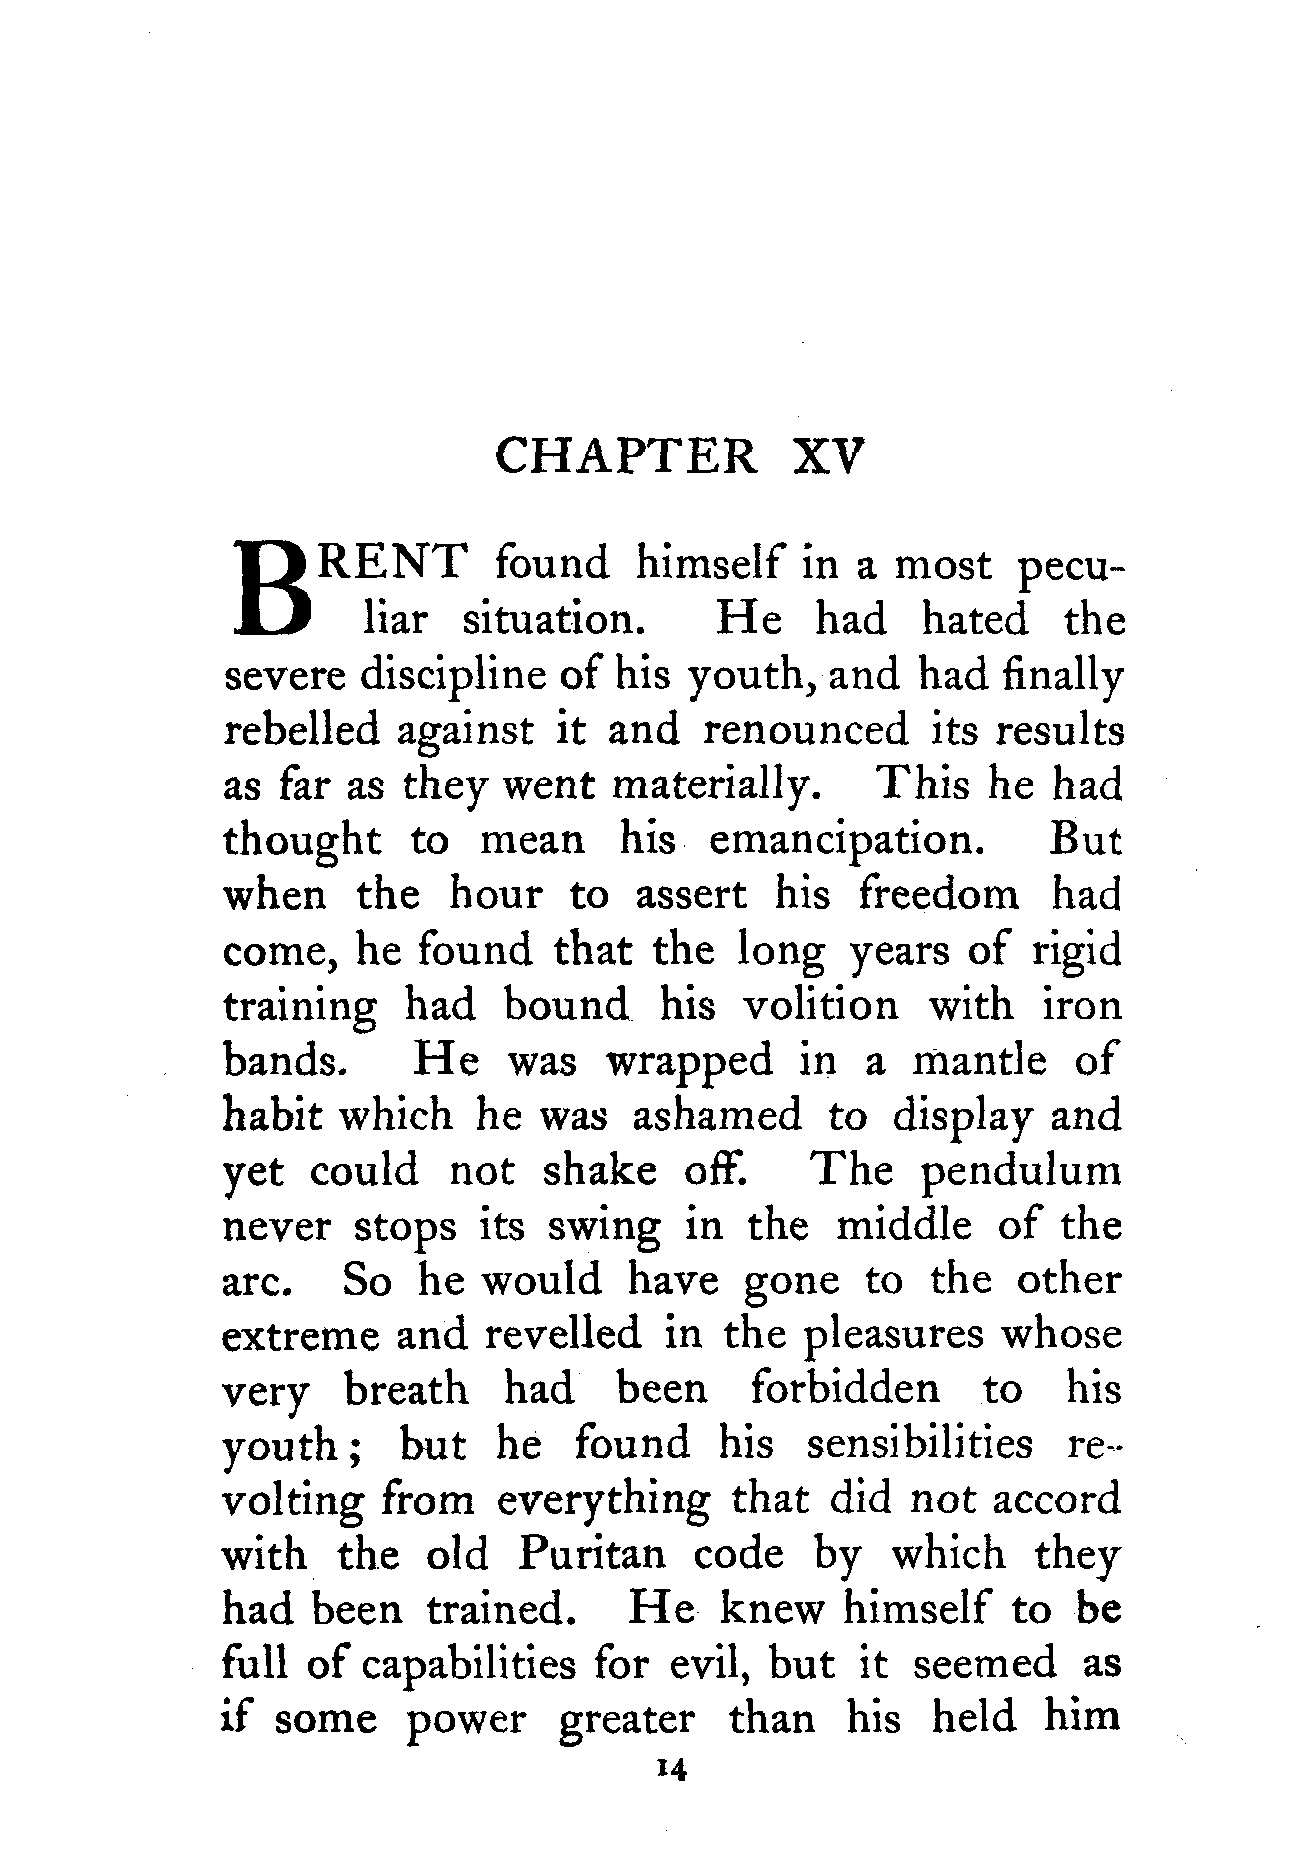 CHAPTER XV
BRENT found himself in a most pecu-
liar situation. He had hated the
severe discipline of his youth, and had finally
rebelled against it and renounced its results
as far as they went materially. This he had
thought to mean his emancipation. But
when the hour to assert his freedom had
come, he found that the long years of rigid
training had bound his volition with iron
bands. He was wrapped in a mantle of
habit which he was ashamed to display and
yet could not shake off. The pendulum
never stops its swing in the middle of the
arc. So he would have gone to the other
extreme and revelled in the pleasures whose
very breath had been forbidden to his
youth; but he found his sensibilities re-
volting from everything that did not accord
with the old Puritan code by which they
had been trained. He knew himself to be
full of capabilities for evil, but it seemed as
if some power greater than his held him
14